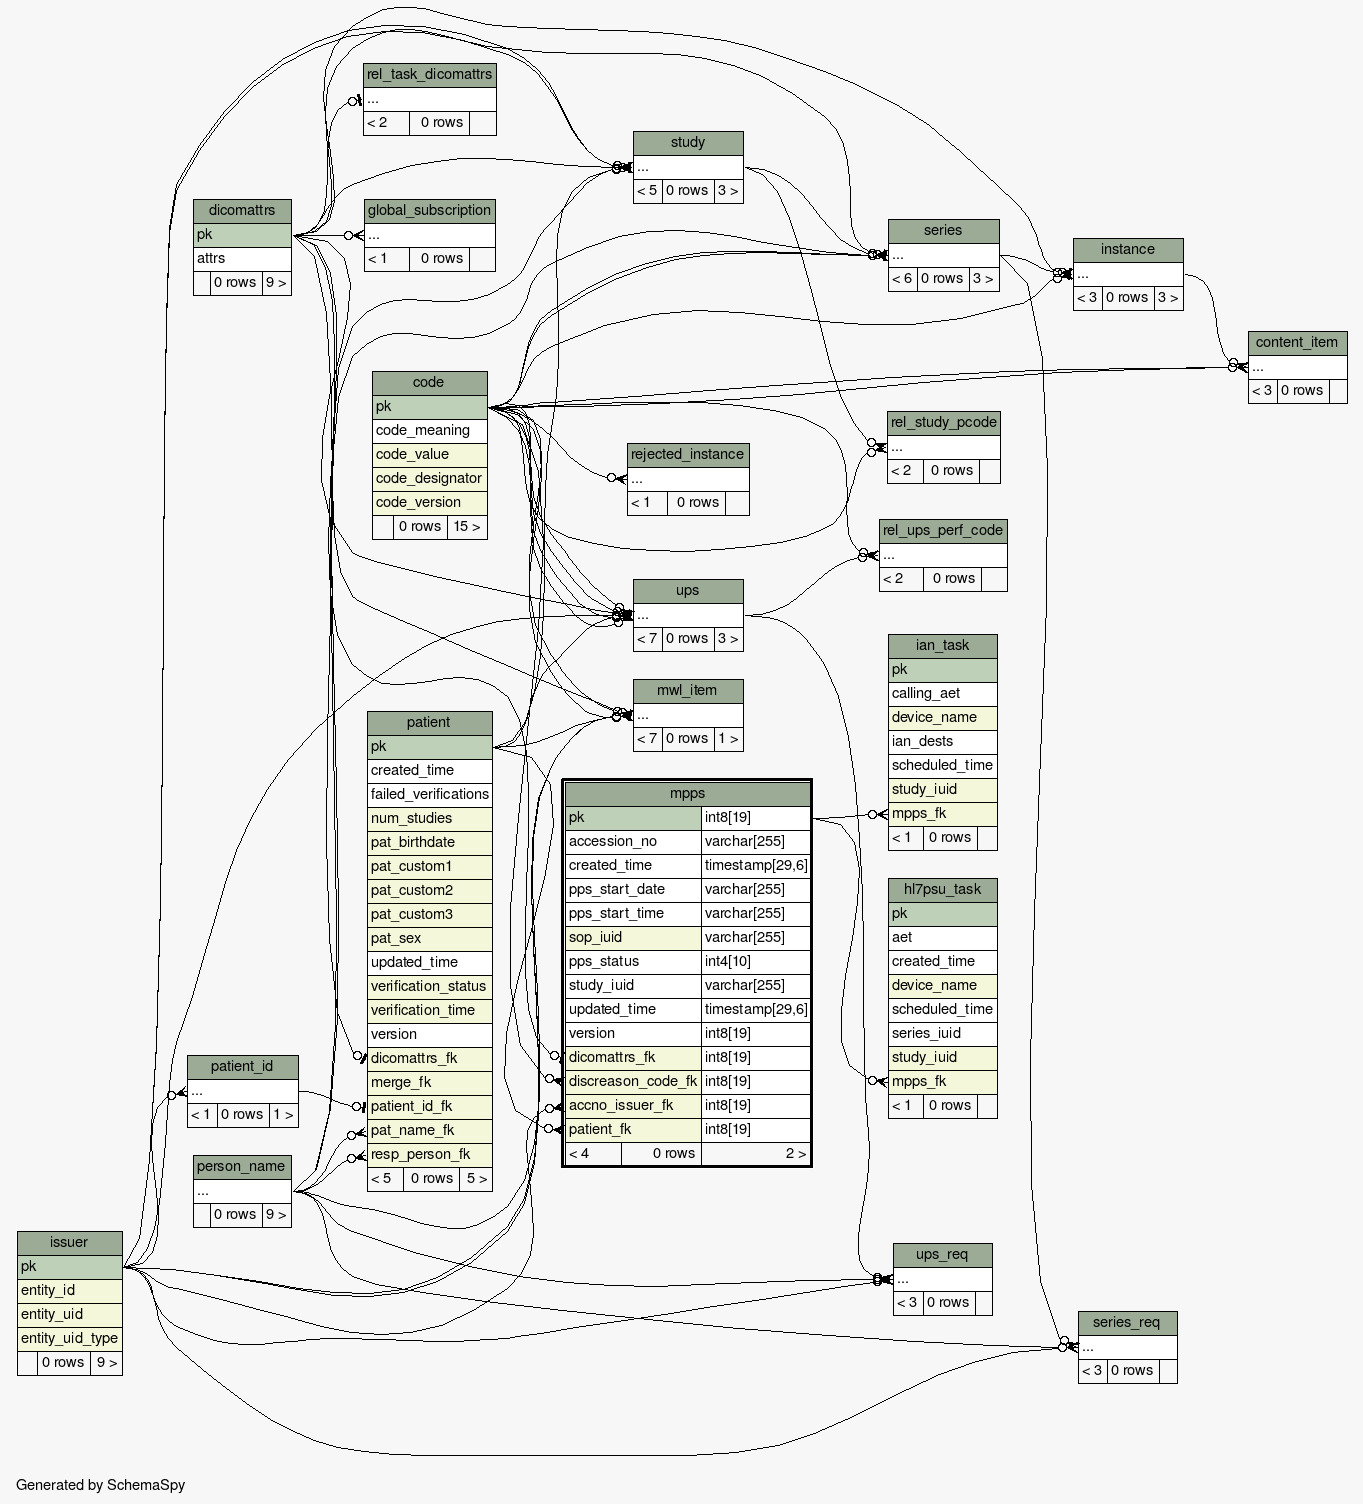 rel_task_dicomattrs
...
< 2 0 rows
study
...
< 5 0 rows 3 >
dicomattrs
pk
attrs
0 rows 9 >
global_subscription
...
< 1 0 rows
series
...
< 6 0 rows 3 >
instance
...
< 3 0 rows 3 >
content_item
...
< 3 0 rows
code
pk
code_meaning
code_value
code_designator
code_version
0 rows 15 >
rel_study_pcode
...
< 2 0 rows
rejected_instance
...
< 1 0 rows
rel_ups_perf_code
...
< 2 0 rows
ups
...
< 7 0 rows 3 >
ian_task
pk
calling_aet
device_name
ian_dests
scheduled_time
study_iuid
mpps_fk
< 1 0 rows
mwl_item
...
< 7 0 rows 1 >
patient
pk
created_time
failed_verifications
num_studies
pat_birthdate
pat_custom1
pat_custom2
pat_custom3
pat_sex
updated_time
verification_status
verification_time
version
dicomattrs_fk
merge_fk
patient_id_fk
pat_name_fk
resp_person_fk
< 5 0 rows 5 >
mpps
pk int8[19]
accession_no varchar[255]
created_time timestamp[29,6]
pps_start_date varchar[255]
pps_start_time varchar[255]
sop_iuid varchar[255]
pps_status int4[10]
study_iuid varchar[255]
updated_time timestamp[29,6]
version int8[19]
dicomattrs_fk int8[19]
discreason_code_fk int8[19]
accno_issuer_fk int8[19]
patient_fk int8[19]
< 4 0 rows 2 >
hl7psu_task
pk
aet
created_time
device_name
scheduled_time
series_iuid
study_iuid
mpps_fk
< 1 0 rows
patient_id
...
< 1 0 rows 1 >
person_name
...
0 rows 9 >
issuer
pk
entity_id
entity_uid
entity_uid_type
0 rows 9 >
ups_req
...
< 3 0 rows
series_req
...
< 3 0 rows
Generated by SchemaSpy